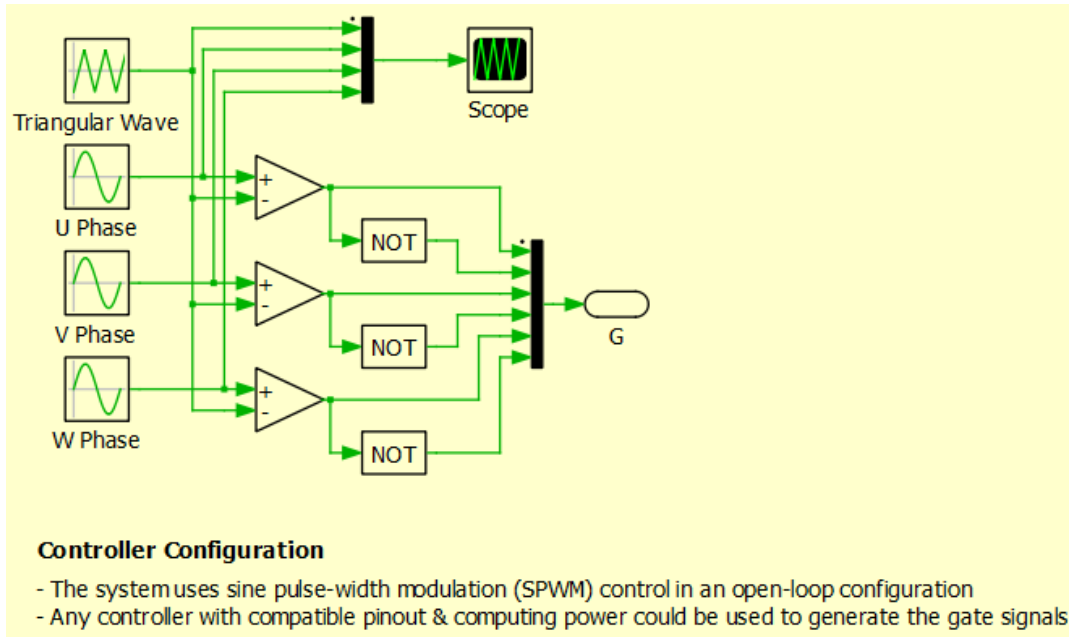 Triangular Wave
Scope
+
-
U Phase
NOT
+
-
V Phase
NOT
G
+
-
W Phase
NOT
Controller Configuration
- The system uses sine pulse-width modulation (SPWM) control in an open-loop configuration
- Any controller with compatible pinout & computing power could be used to generate the gate signals